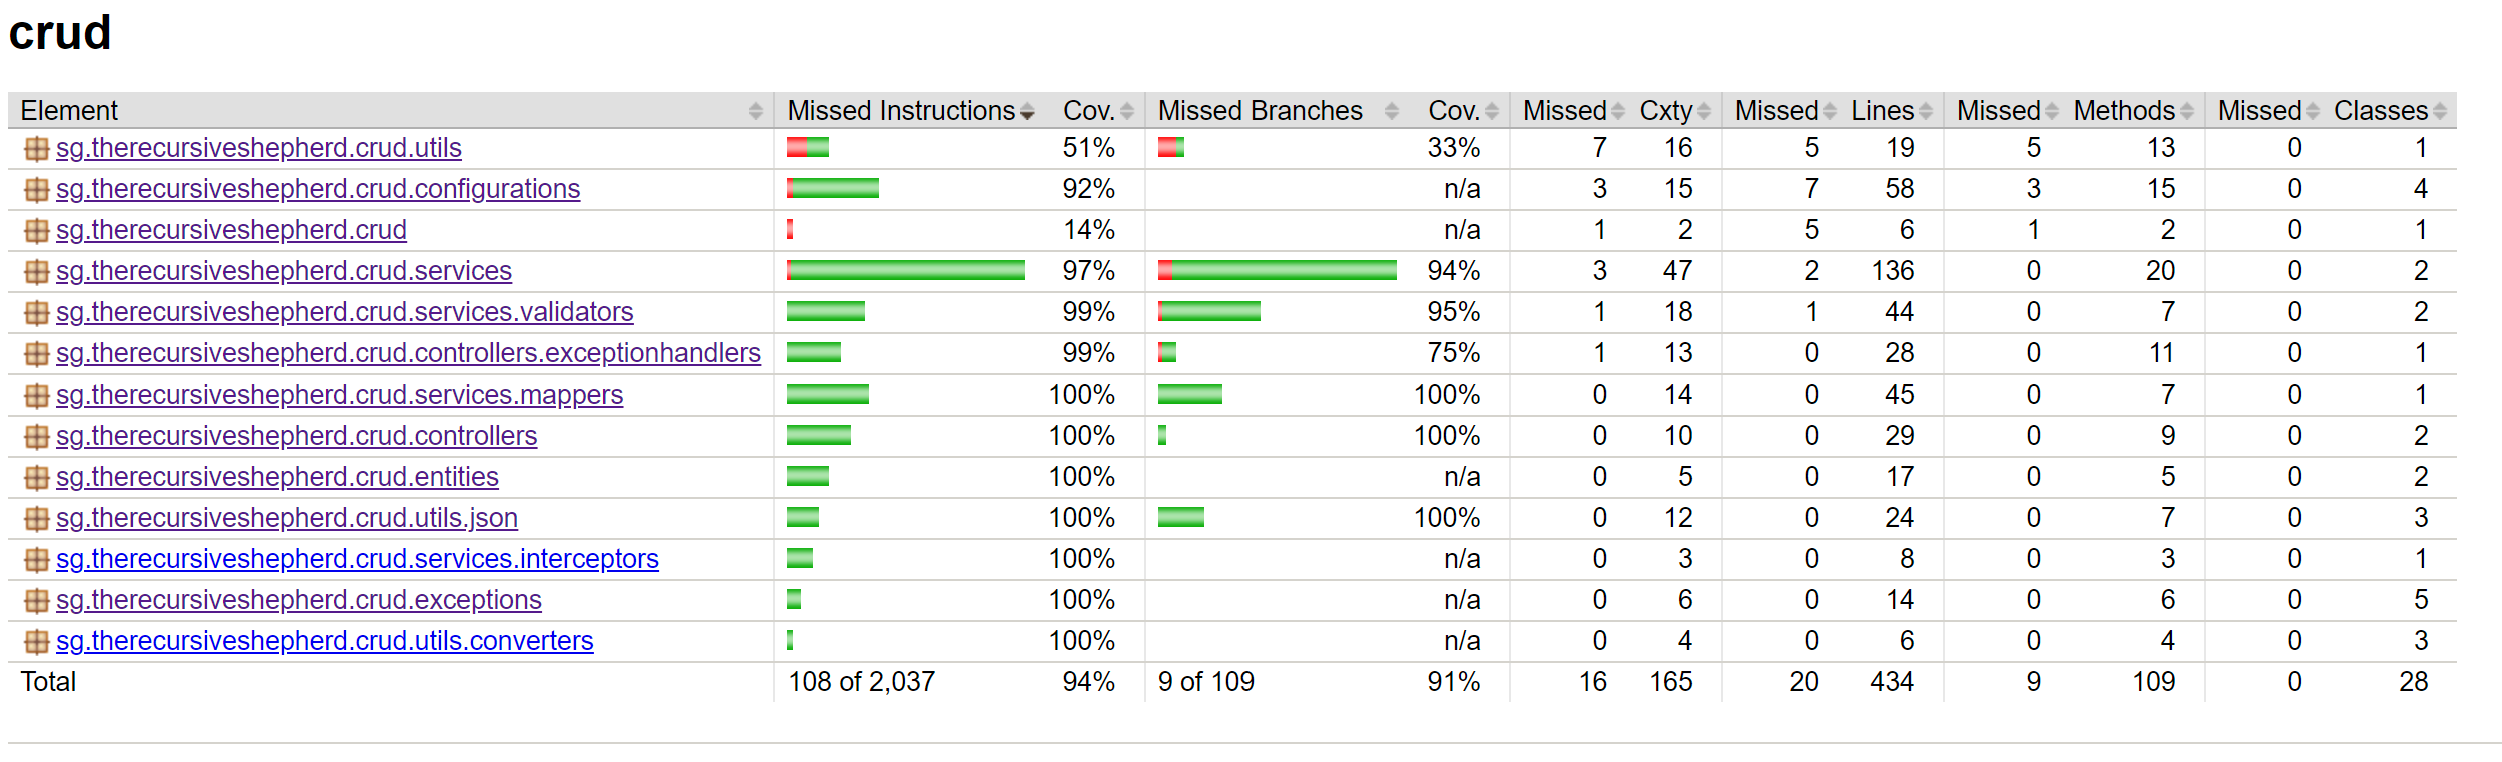 crud
Element Missed Instructions Cov. Missed Branches Cov. Missed Cxty Missed Lines Missed Methods Missed Classes
sg.therecursiveshepherd.crud.utils 51% 33% 7 16 5 19 5 13 0 1
sg.therecursiveshepherd.crud.configurations 92% n/a 3 15 7 58 3 15 0 4
sg.therecursiveshepherd.crud 14% n/a 1 2 5 6 1 2 0 1
sg.therecursiveshepherd.crud.services 97% 94% 3 47 2 136 0 20 0 2
sg.therecursiveshepherd.crud.services.validators 99% 95% 1 18 1 44 0 7 0 2
sg.therecursiveshepherd.crud.controllers.exceptionhandlers 99% 75% 1 13 0 28 0 11 0 1
sg.therecursiveshepherd.crud.services.mappers 100% 100% 0 14 0 45 0 7 0 1
sg.therecursiveshepherd.crud.controllers 100% 100% 0 10 0 29 0 9 0 2
sg.therecursiveshepherd.crud.entities 100% n/a 0 5 0 17 0 5 0 2
sg.therecursiveshepherd.crud.utils.json 100% 100% 0 12 0 24 0 7 0 3
sg.therecursiveshepherd.crud.services.interceptors 100% n/a 0 3 0 8 0 3 0 1
sg.therecursiveshepherd.crud.exceptions 100% n/a 0 6 0 14 0 6 0 5
sg.therecursiveshepherd.crud.utils.converters 100% n/a 0 4 0 6 0 4 0 3
Total 108 of 2,037 94% 9 of 109 91% 16 165 20 434 9 109 0 28